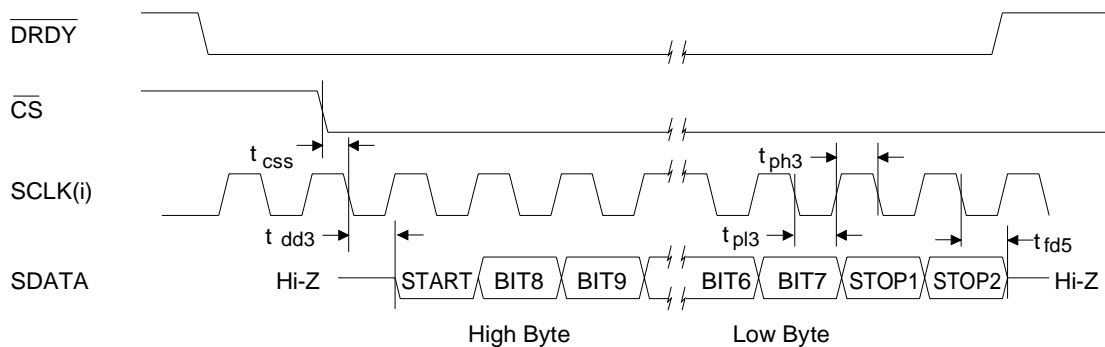 DRDY
CS
t css
t ph3
SCLK(i)
t dd3
t pl3
t fd5
SDATA
Hi-Z START BIT8 BIT9 BIT6 BIT7 STOP1 STOP2 Hi-Z
High Byte Low Byte